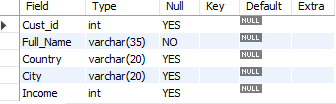 Field Type Null Key Default Extra
Cust_id int YES NULL
Full_Name varchar(35) NO NULL
Country varchar(20) YES NULL
City varchar(20) YES NULL
Income int YES NULL